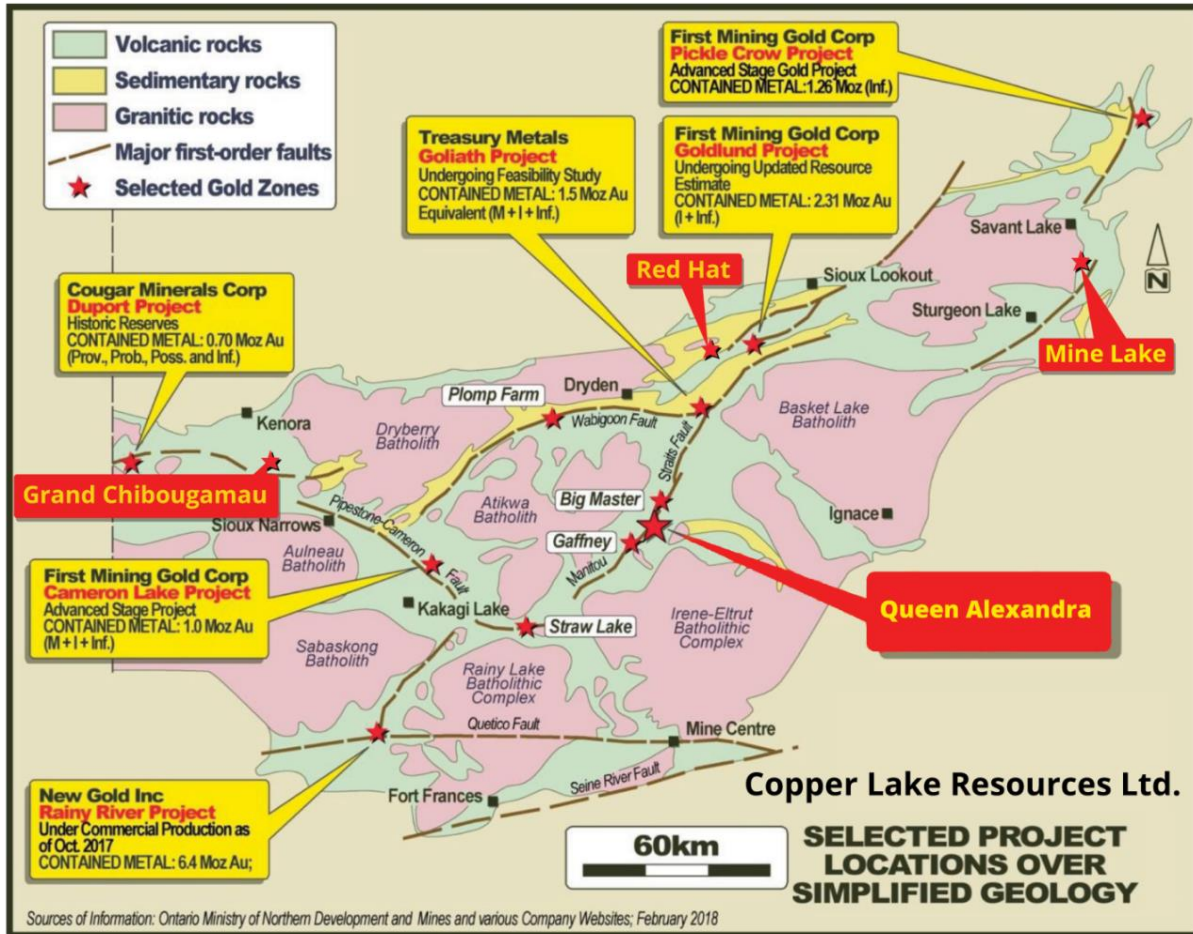 Volcanic rocks
Sedimentary rocks
Granitic rocks
Major first-order faults
Selected Gold Zones
First Mining Gold Corp
Pickle Crow Project
Advanced Stage Gold Project
CONTAINED METAL:1.26 Moz (Inf.)
Treasury Metals
Goliath Project
Undergoing Feasibility Study
CONTAINED METAL: 1.5 Moz Au
Equivalent (M + I + Inf.)
First Mining Gold Corp
Goldlund Project
Undergoing Updated Resource
Estimate
CONTAINED METAL: 2.31 Moz Au
(I + Inf.)
Savant Lake
N
Red Hat
Sioux Lookout
Cougar Minerals Corp
Duport Project
Historic Reserves
CONTAINED METAL: 0.70 Moz Au
(Prov., Prob., Poss. and Inf.)
Sturgeon Lake
Mine Lake
Dryden
Plomp Farm
Kenora
Wabigoon Fault
Basket Lake
Batholith
Dryberry
Batholith
Straits Fault
Grand Chibougamau
Big Master
Atikwa
Batholith
Ignace
Sioux Narrows
Pipestone-Cameron
Fault
Gaffney
Manitou
Aulneau
Batholith
First Mining Gold Corp
Cameron Lake Project
Advanced Stage Project
CONTAINED METAL: 1.0 Moz Au
(M + I + Inf.)
Kakagi Lake
Queen Alexandra
Straw Lake
Irene-Eltrut
Batholithic
Complex
Sabaskong
Batholith
Rainy Lake
Batholithic
Complex
Quetico Fault
Mine Centre
Seine River Fault
Fort Frances
New Gold Inc
Rainy River Project
Under Commercial Production as
of Oct. 2017
CONTAINED METAL: 6.4 Moz Au;
Copper Lake Resources Ltd.
60km
SELECTED PROJECT
LOCATIONS OVER
SIMPLIFIED GEOLOGY
Sources of Information: Ontario Ministry of Northern Development and Mines and various Company Websites; February 2018